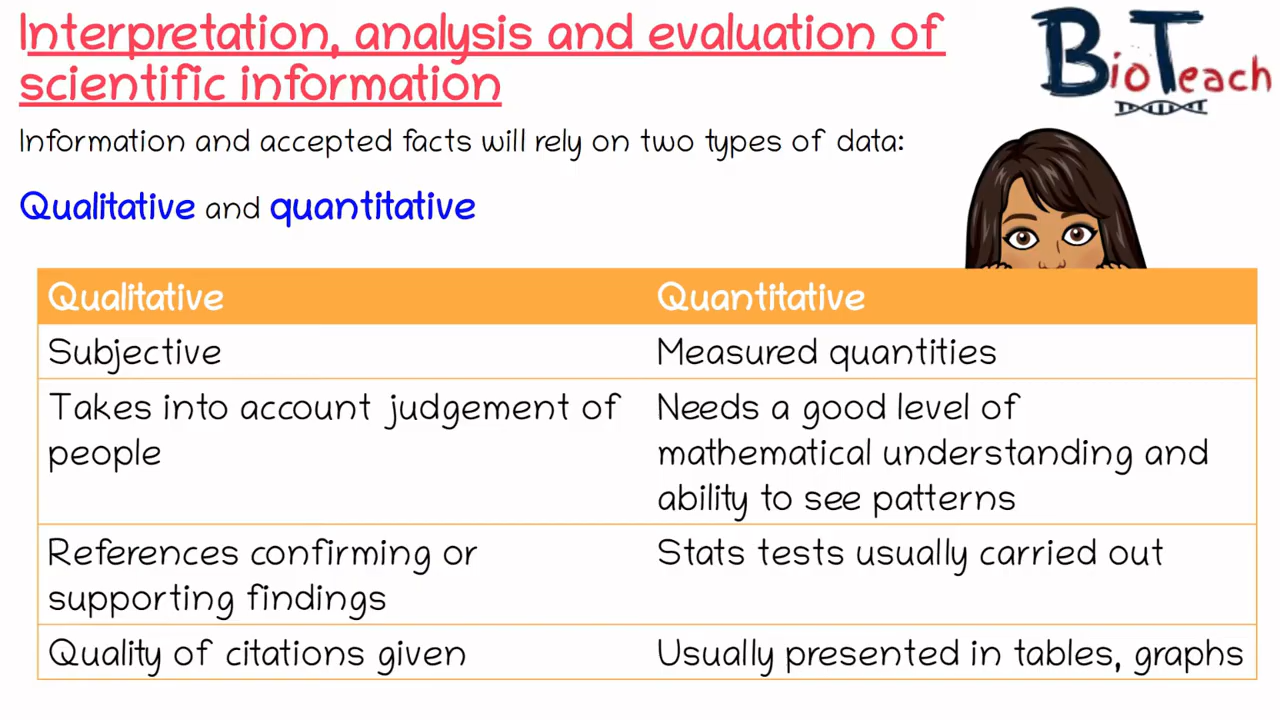 Interpretation, analysis and evaluation of
scientific information
BioTeach
Information and accepted facts will rely on two types of data:
Qualitative and quantitative
Qualitative
Quantitative
Subjective
Measured quantities
Takes into account judgement of
people
Needs a good level of
mathematical understanding and
ability to see patterns
References confirming or
supporting findings
Stats tests usually carried out
Quality of citations given
Usually presented in tables, graphs